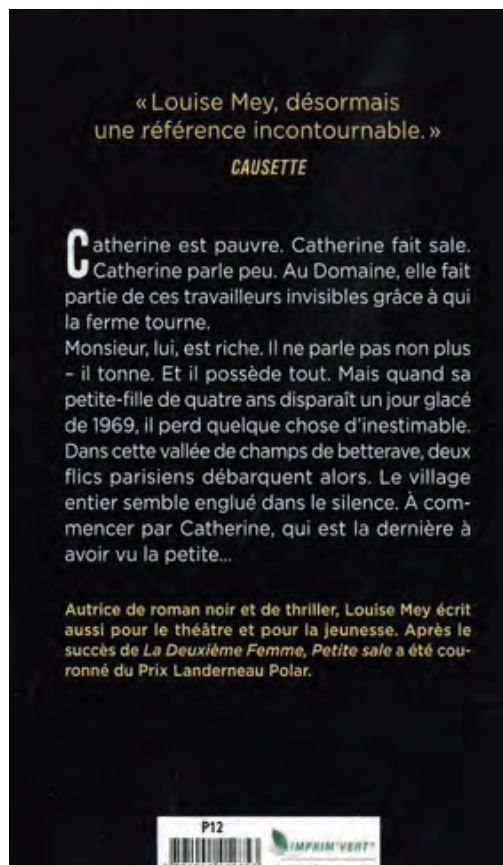 « Louise Mey, désormais
une référence incontournable. »
CAUSETTE
Catherine est pauvre. Catherine fait sale.
Catherine parle peu. Au Domaine, elle fait
partie de ces travailleurs invisibles grâce à qui
la ferme tourne.
Monsieur, lui, est riche. Il ne parle pas non plus
– il tonne. Et il possède tout. Mais quand sa
petite-fille de quatre ans disparaît un jour glacé
de 1969, il perd quelque chose d'inestimable.
Dans cette vallée de champs de betterave, deux
flics parisiens débarquent alors. Le village
entier semble englué dans le silence. À com-
mencer par Catherine, qui est la dernière à
avoir vu la petite…
Autrice de roman noir et de thriller, Louise Mey écrit
aussi pour le théâtre et pour la jeunesse. Après le
succès de La Deuxième Femme, Petite sale a été cou-
ronné du Prix Landerneau Polar.
P12
IMPRIM'VERT®